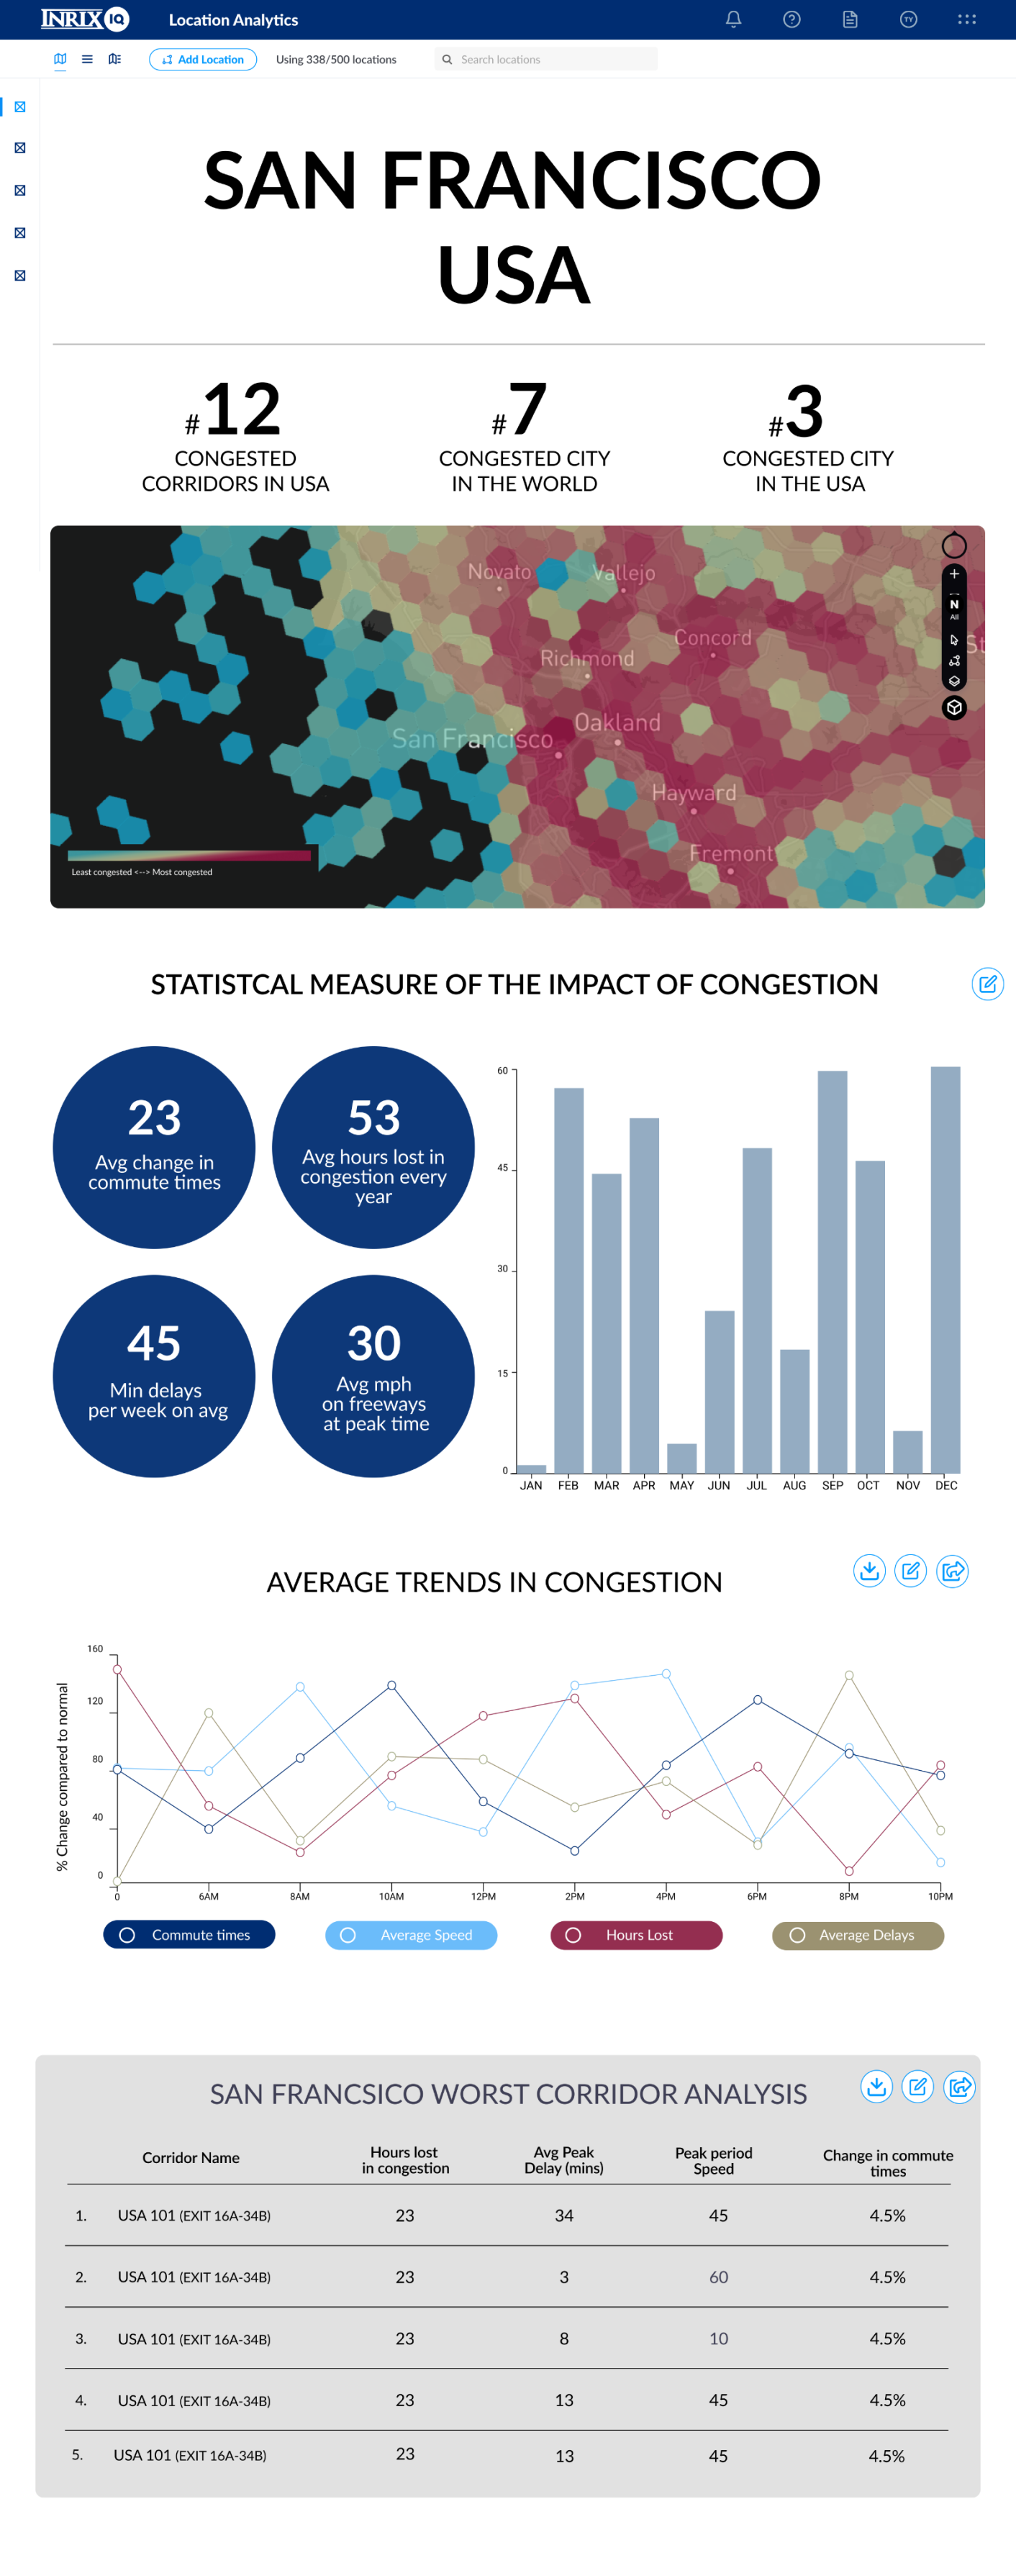 INRIX IQ Location Analytics TY
Add Location Using 338/500 locations Search locations
SAN FRANCISCO
USA
#12 #7 #3
CONGESTED CONGESTED CITY CONGESTED CITY
CORRIDORS IN USA IN THE WORLD IN THE USA
Novato Vallejo
N
All
Concord
St
Richmond
Oakland
San Francisco
Hayward
Fremont
Least congested <--> Most congested
STATISTCAL MEASURE OF THE IMPACT OF CONGESTION
23
Avg change in
commute times
53
Avg hours lost in
congestion every
year
45
Min delays
per week on avg
30
Avg mph
on freeways
at peak time
60
45
30
15
0
JAN FEB MAR APR MAY JUN JUL AUG SEP OCT NOV DEC
AVERAGE TRENDS IN CONGESTION
% Change compared to normal
160
120
80
40
0
0 6AM 8AM 10AM 12PM 2PM 4PM 6PM 8PM 10PM
Commute times Average Speed Hours Lost Average Delays
SAN FRANCSICO WORST CORRIDOR ANALYSIS
Corridor Name Hours lost in congestion Avg Peak Delay (mins) Peak period Speed Change in commute times
1. USA 101 (EXIT 16A-34B) 23 34 45 4.5%
2. USA 101 (EXIT 16A-34B) 23 3 60 4.5%
3. USA 101 (EXIT 16A-34B) 23 8 10 4.5%
4. USA 101 (EXIT 16A-34B) 23 13 45 4.5%
5. USA 101 (EXIT 16A-34B) 23 13 45 4.5%